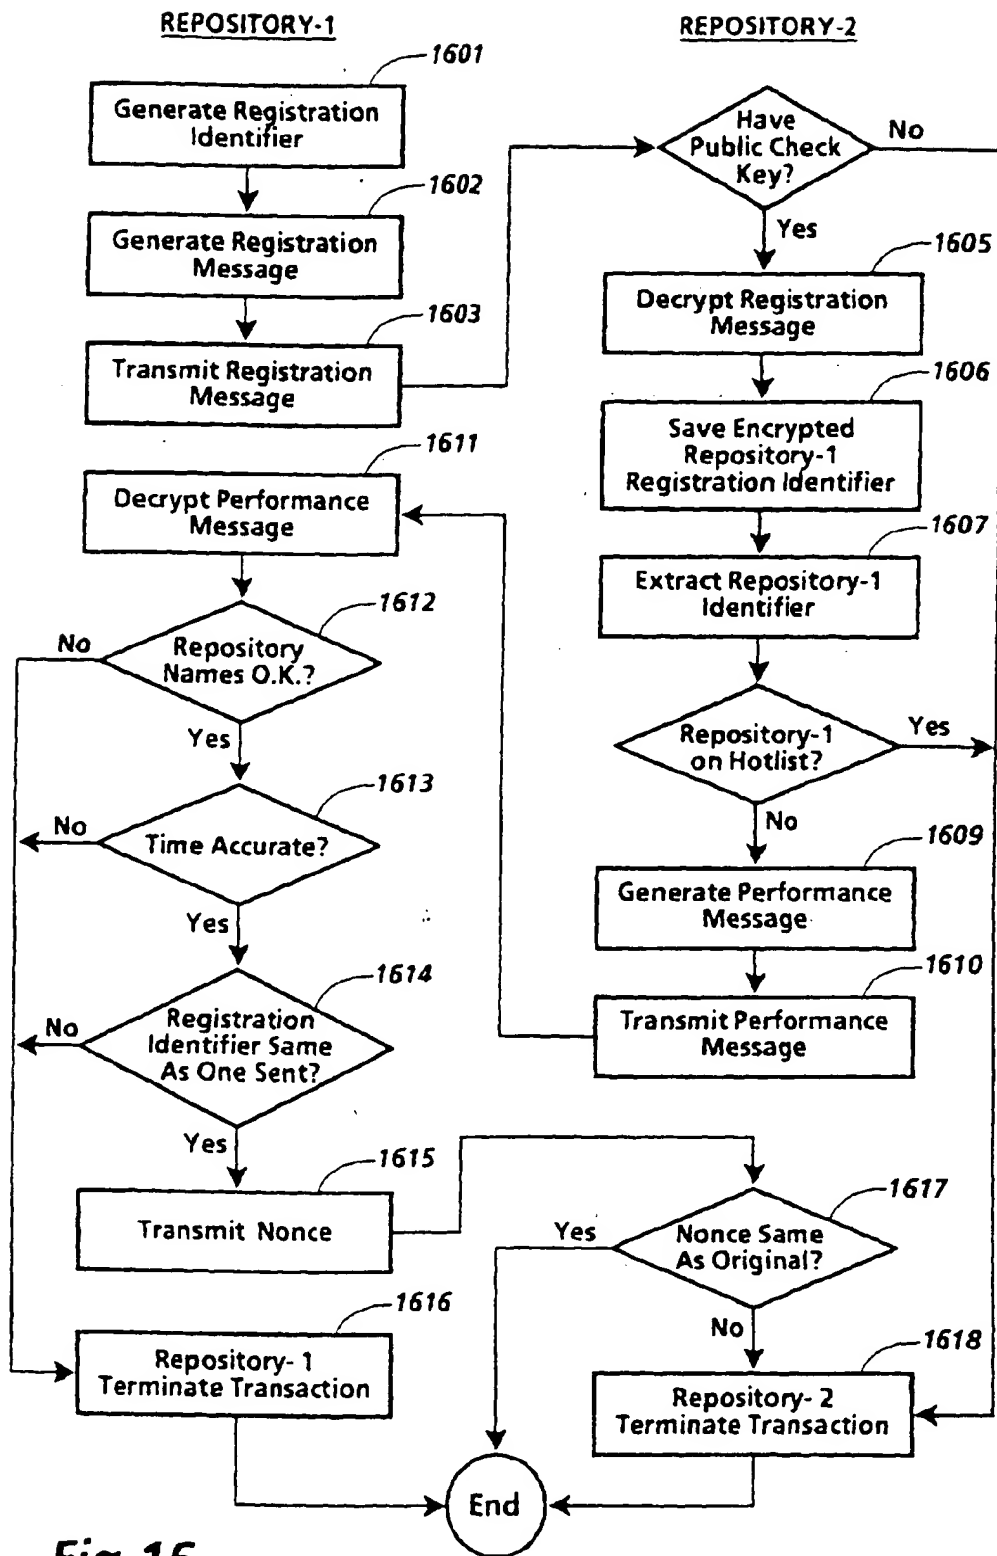 REPOSITORY-1
1601
Generate Registration
Identifier
1602
Generate Registration
Message
1603
Transmit Registration
Message
1611
Decrypt Performance
Message
1612
Repository
Names O.K.?
No
Yes
1613
Time Accurate?
No
Yes
1614
Registration
Identifier Same
As One Sent?
No
Yes
1615
Transmit Nonce
1616
Repository- 1
Terminate Transaction
REPOSITORY-2
Have
Public Check
Key?
No
Yes
1605
Decrypt Registration
Message
1606
Save Encrypted
Repository-1
Registration Identifier
1607
Extract Repository-1
Identifier
Repository-1
on Hotlist?
Yes
No
1609
Generate Performance
Message
1610
Transmit Performance
Message
1617
Nonce Same
As Original?
Yes
No
1618
Repository- 2
Terminate Transaction
End
Fig. 16